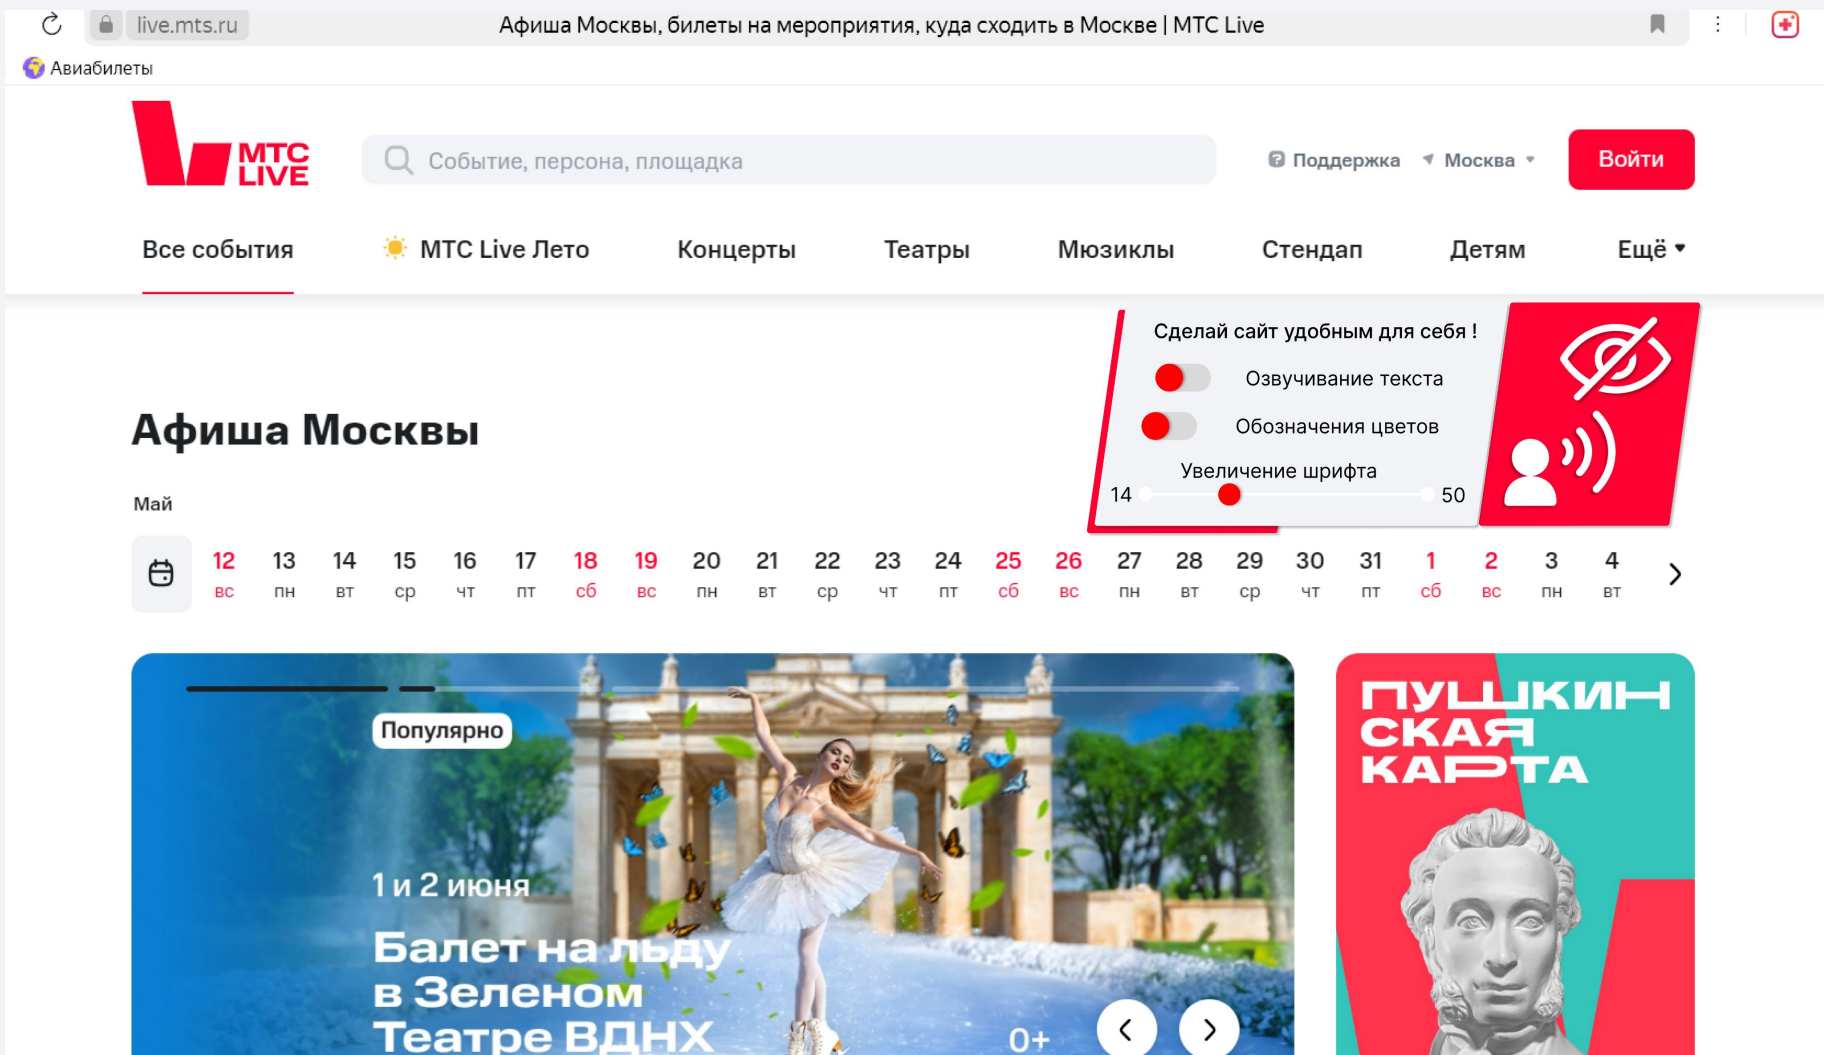 live.mts.ru
Афиша Москвы, билеты на мероприятия, куда сходить в Москве | МТС Live
Авиабилеты
МТС
LIVE
Событие, персона, площадка
Поддержка
Москва
Войти
Все события
МТС Live Лето
Концерты
Театры
Мюзиклы
Стендап
Детям
Ещё
Сделай сайт удобным для себя !
Озвучивание текста
Обозначения цветов
Увеличение шрифта
14
50
Афиша Москвы
Май
12 13 14 15 16 17 18 19 20 21 22 23 24 25 26 27 28 29 30 31 1 2 3 4
вс пн вт ср чт пт сб вс пн вт ср чт пт сб вс пн вт ср чт пт сб вс пн вт
Популярно
1 и 2 июня
Балет на льду
в Зеленом
Театре ВДНХ
0+
ПУШКИН
СКАЯ
КАРТА